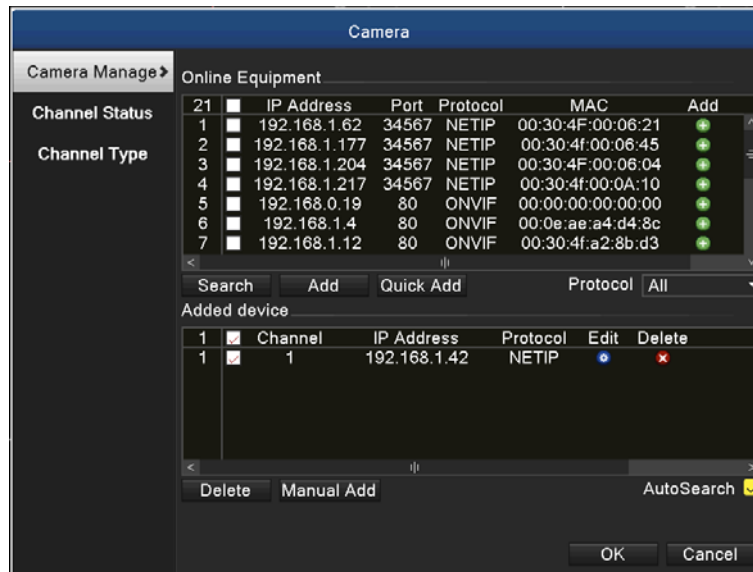 Camera
Camera Manage
Channel Status
Channel Type
Online Equipment
21 IP Address Port Protocol MAC Add
1 192.168.1.62 34567 NETIP 00:30:4F:00:06:21
2 192.168.1.177 34567 NETIP 00:30:4f:00:06:45
3 192.168.1.204 34567 NETIP 00:30:4F:00:06:04
4 192.168.1.217 34567 NETIP 00:30:4f:00:0A:10
5 192.168.0.19 80 ONVIF 00:00:00:00:00:00
6 192.168.1.4 80 ONVIF 00:0e:ae:a4:d4:8c
7 192.168.1.12 80 ONVIF 00:30:4f:a2:8b:d3
Search Add Quick Add Protocol All
Added device
1 Channel IP Address Protocol Edit Delete
1 1 192.168.1.42 NETIP
Delete Manual Add AutoSearch
OK Cancel